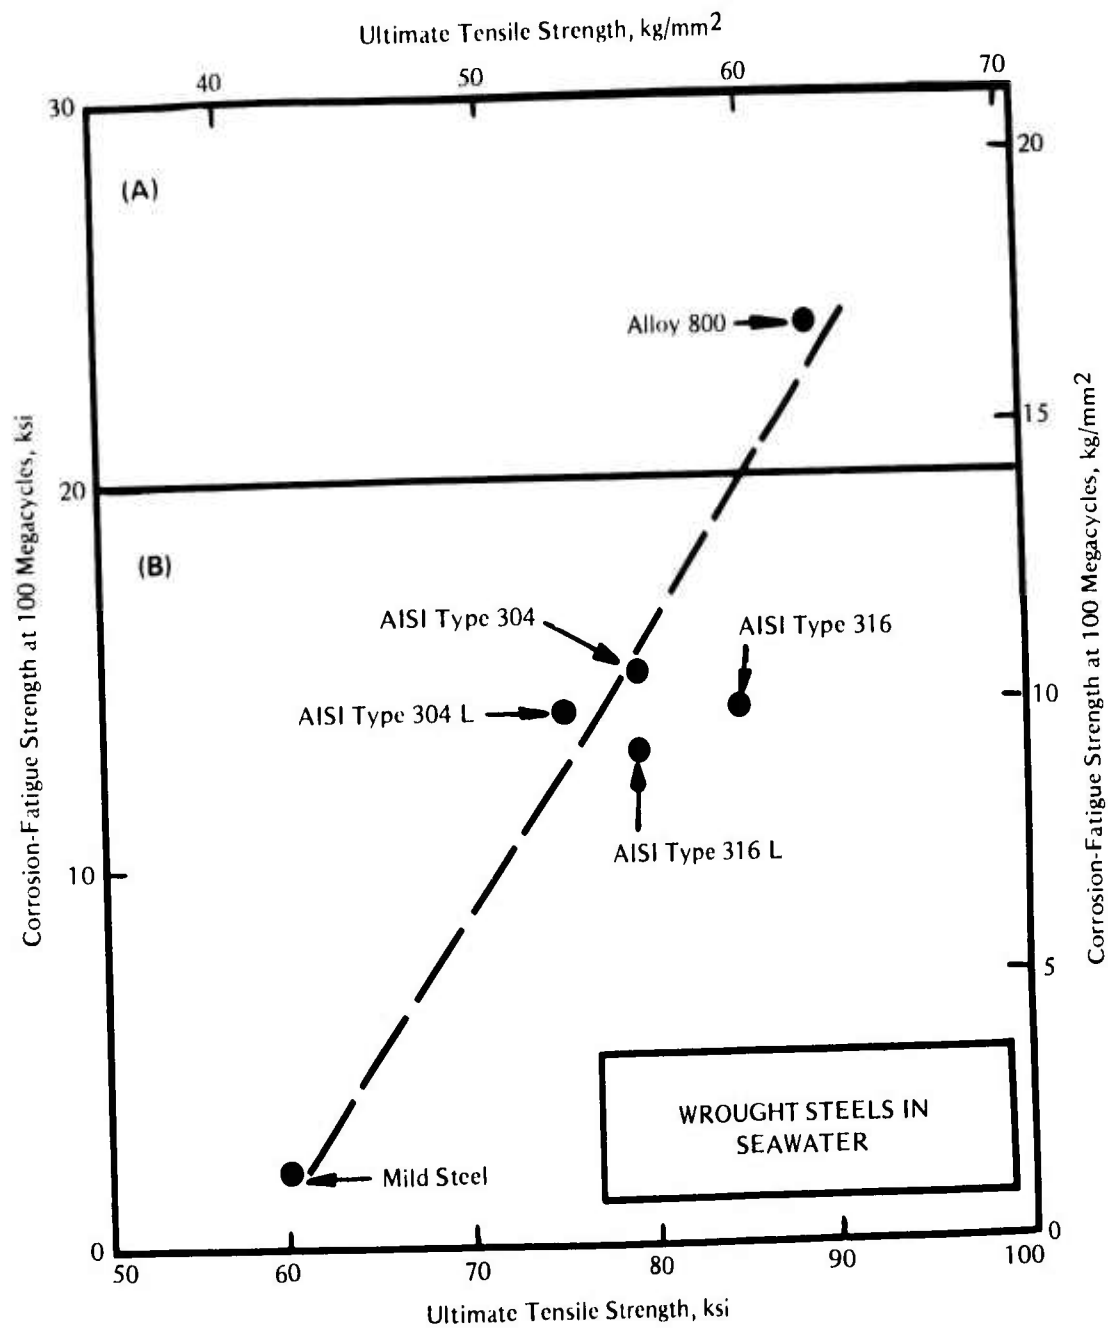 Ultimate Tensile Strength, kg/mm2
40 50 60 70
30
20
(A)
Alloy 800
15
20
(B)
AISI Type 304
AISI Type 316
10
AISI Type 304 L
AISI Type 316 L
10
5
WROUGHT STEELS IN
SEAWATER
Mild Steel
0
0
50 60 70 80 90 100
Ultimate Tensile Strength, ksi
Corrosion-Fatigue Strength at 100 Megacycles, ksi
Corrosion-Fatigue Strength at 100 Megacycles, kg/mm2